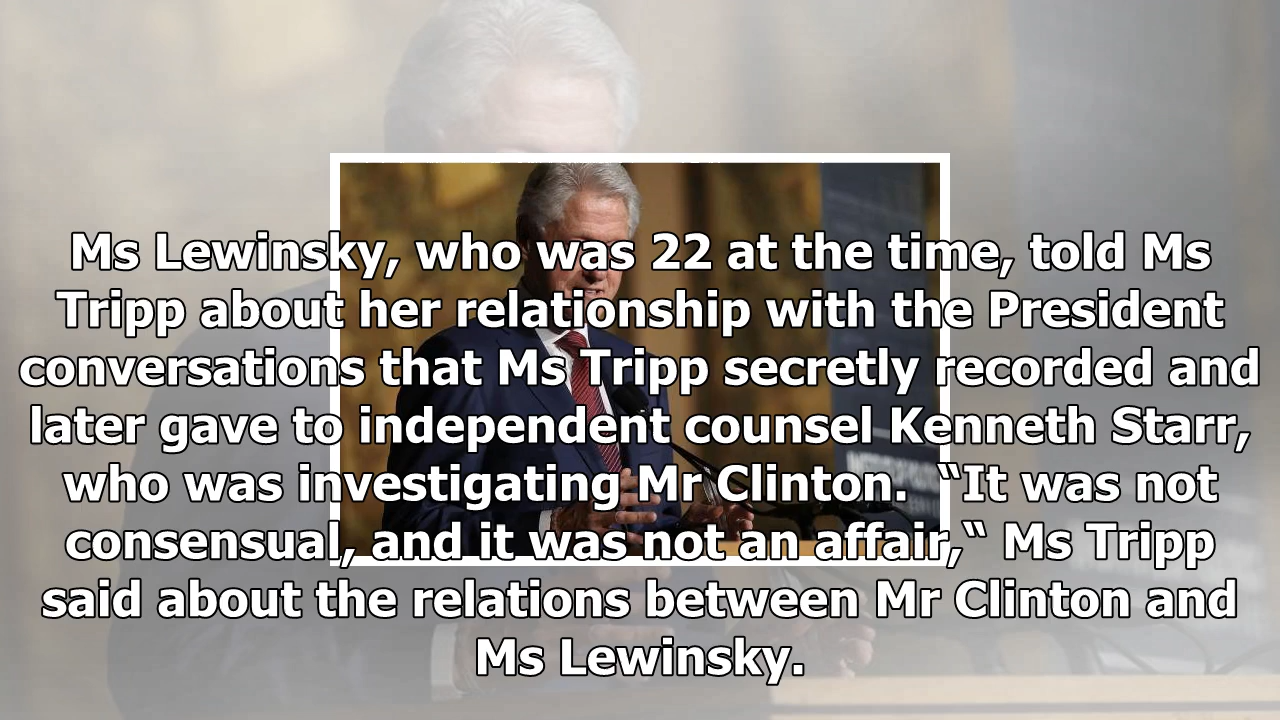 Ms Lewinsky, who was 22 at the time, told Ms
Tripp about her relationship with the President
conversations that Ms Tripp secretly recorded and
later gave to independent counsel Kenneth Starr,
who was investigating Mr Clinton.  “It was not
consensual, and it was not an affair,“ Ms Tripp
said about the relations between Mr Clinton and
Ms Lewinsky.